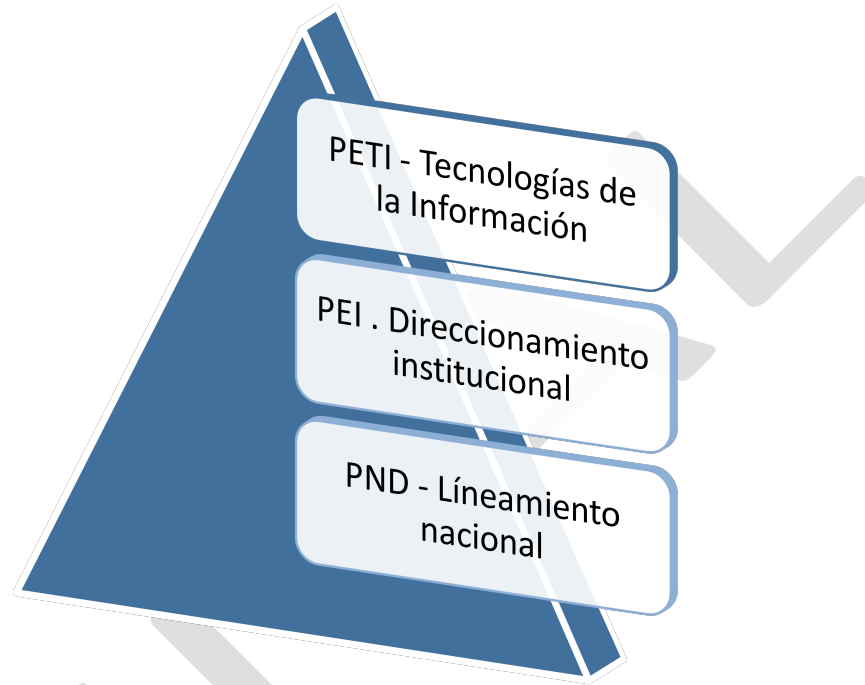 PETI - Tecnologías de
la Información
PEI . Direccionamiento
institucional
PND - Líneamiento
nacional